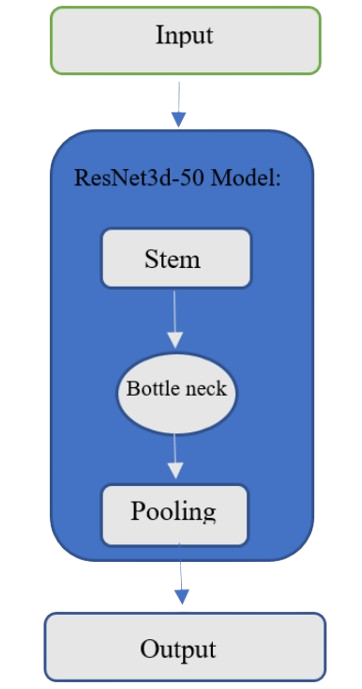 Input
ResNet3d-50 Model:
Stem
Bottle neck
Pooling
Output